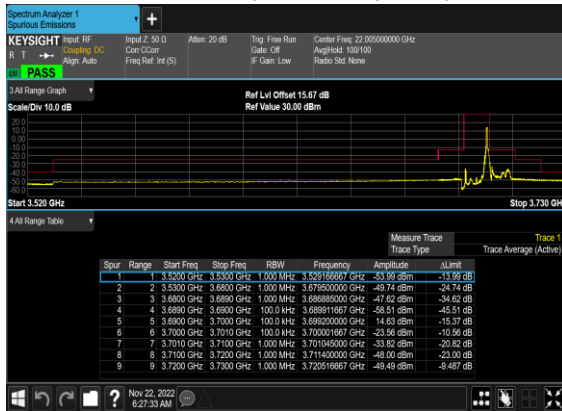 Spectrum Analyzer 1
Spurious Emissions
KEYSIGHT Input: RF Input Z: 50 Ω Atten: 20 dB Trig: Free Run Center Freq: 22.005000000 GHz
R T Coupling: DC Corr CCorr Gate: Off Avg|Hold: 100/100
Align: Auto Freq Ref: Int (S) IF Gain: Low Radio Std: None
LXI PASS
3 All Range Graph
Ref Lvl Offset 15.67 dB
Scale/Div 10.0 dB Ref Value 30.00 dBm
20.0
10.0
0.00
-10.0
-20.0
-30.0
-40.0
-50.0
-60.0
Start 3.520 GHz Stop 3.730 GHz
4 All Range Table
Measure Trace Trace 1
Trace Type Trace Average (Active)
Spur Range Start Freq Stop Freq RBW Frequency Amplitude ΔLimit
1 1 3.5200 GHz 3.5300 GHz 1.000 MHz 3.529166667 GHz -53.99 dBm -13.99 dB
2 2 3.5300 GHz 3.6800 GHz 1.000 MHz 3.679500000 GHz -49.74 dBm -24.74 dB
3 3 3.6800 GHz 3.6890 GHz 1.000 MHz 3.686885000 GHz -47.62 dBm -34.62 dB
4 4 3.6890 GHz 3.6900 GHz 100.0 kHz 3.689911667 GHz -58.51 dBm -45.51 dB
5 5 3.6900 GHz 3.7000 GHz 100.0 kHz 3.699200000 GHz 14.63 dBm -15.37 dB
6 6 3.7000 GHz 3.7010 GHz 100.0 kHz 3.700001667 GHz -23.56 dBm -10.56 dB
7 7 3.7010 GHz 3.7100 GHz 1.000 MHz 3.701045000 GHz -33.82 dBm -20.82 dB
8 8 3.7100 GHz 3.7200 GHz 1.000 MHz 3.711400000 GHz -48.00 dBm -23.00 dB
9 9 3.7200 GHz 3.7300 GHz 1.000 MHz 3.720516667 GHz -49.49 dBm -9.487 dB
Nov 22, 2022
6:27:33 AM